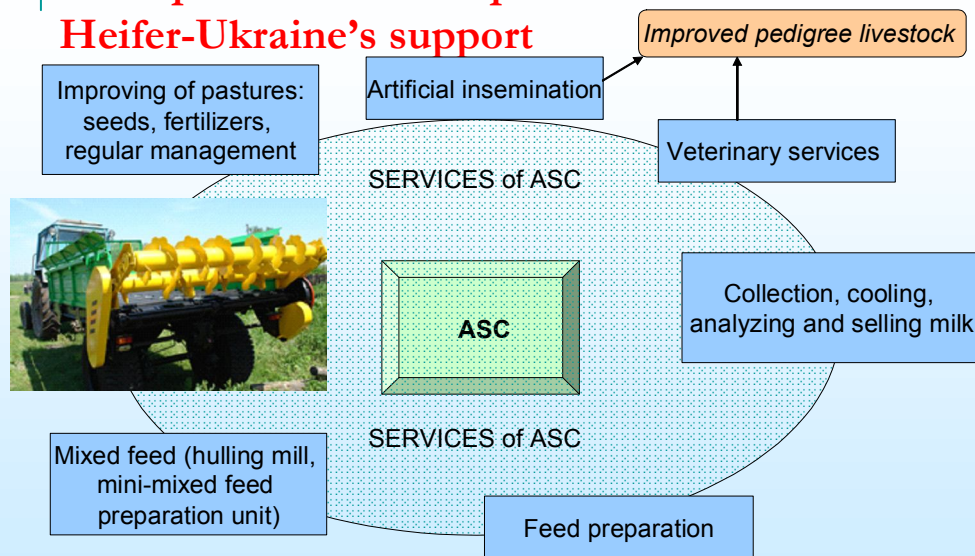 Heifer-Ukraine's support
Improved pedigree livestock
Artificial insemination
Improving of pastures:
seeds, fertilizers,
regular management
Veterinary services
SERVICES of ASC
Collection, cooling,
analyzing and selling milk
ASC
SERVICES of ASC
Mixed feed (hulling mill,
mini-mixed feed
preparation unit)
Feed preparation